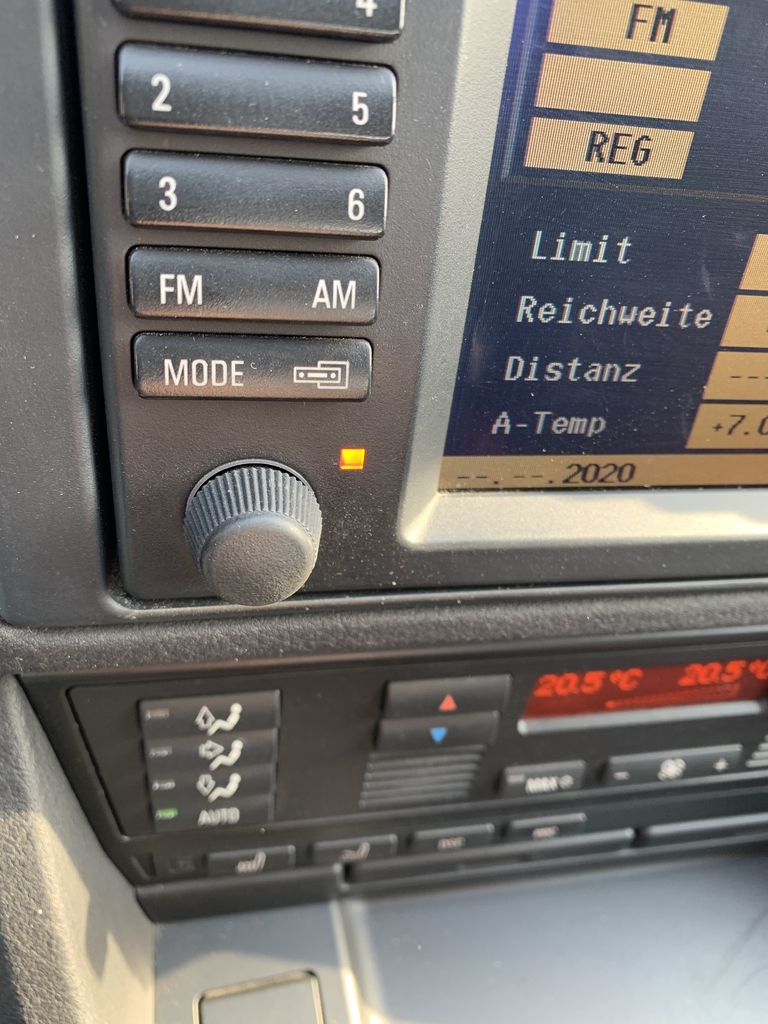 4
2 5
3 6
FM AM
MODE
FM
REG
Limit
Reichweite
Distanz
A-Temp +7.0
--.--.2020
20.5 °C 20.5 °C
MAX
- +
AUTO